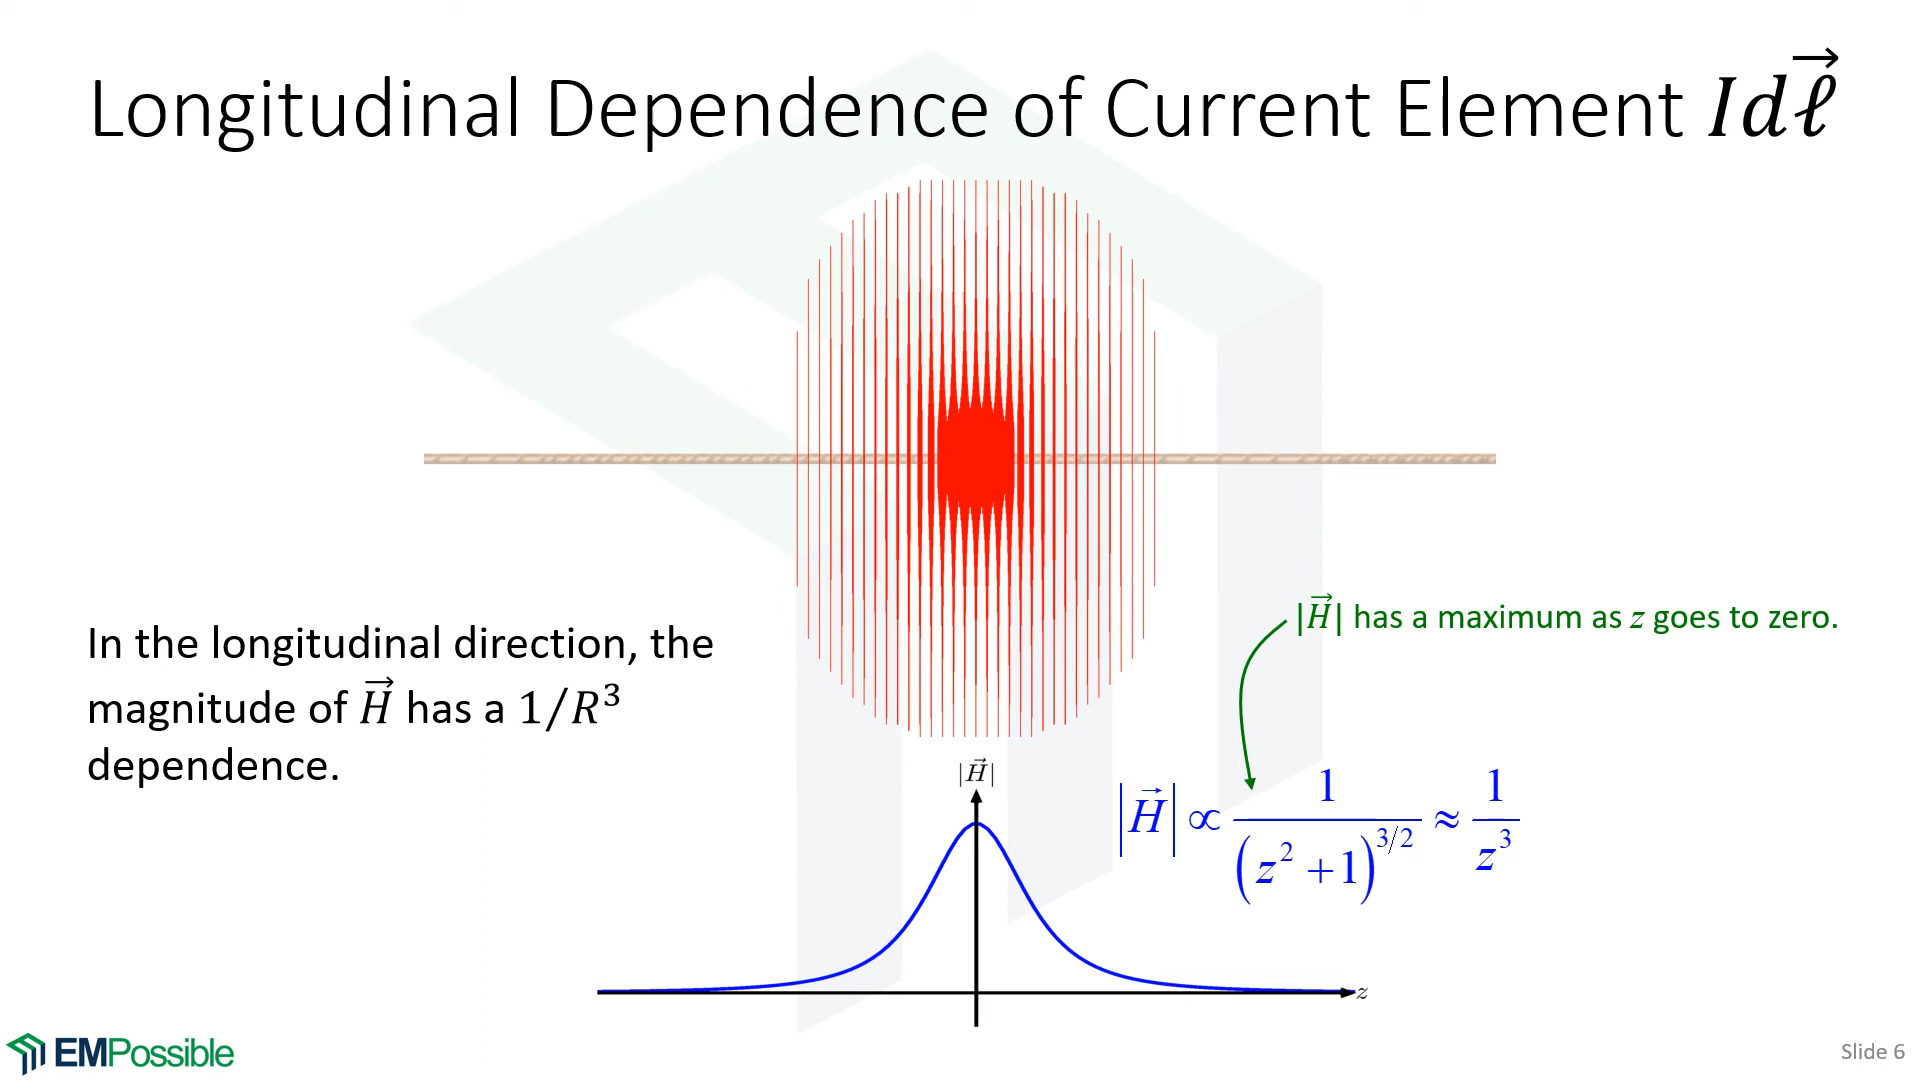 Longitudinal Dependence of Current Element $Id\vec{\ell}$
In the longitudinal direction, the
magnitude of $\vec{H}$ has a $1/R^3$
dependence.
$|\vec{H}|$ has a maximum as $z$ goes to zero.
$|\vec{H}|$
$\left|\vec{H}\right| \propto \frac{1}{\left(z^2+1\right)^{3/2}} \approx \frac{1}{z^3}$
$z$
EMPossible
Slide 6